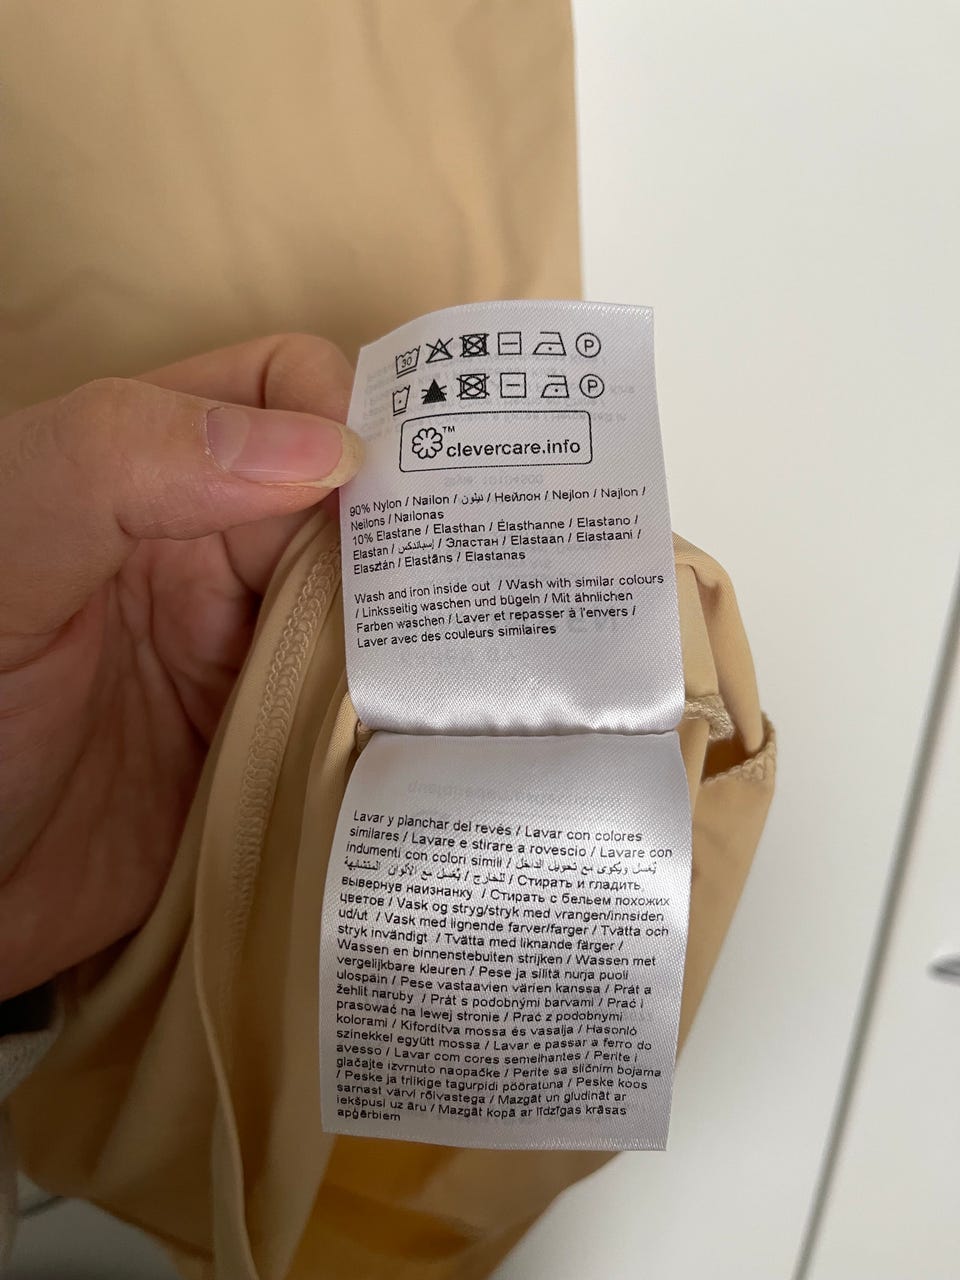 30 P
P
™ clevercare.info
90% Nylon / Nailon / نيلون / Нейлон / Nejlon / Najlon /
Neilons / Nailonas
10% Elastane / Elasthan / Élasthanne / Elastano /
Elastan / إسباندكس / Эластан / Elastaan / Elastaani /
Elasztán / Elastāns / Elastanas
Wash and iron inside out / Wash with similar colours
/ Linksseitig waschen und bügeln / Mit ähnlichen
Farben waschen / Laver et repasser à l'envers /
Laver avec des couleurs similaires
Lavar y planchar del revés / Lavar con colores
similares / Lavare e stirare a rovescio / Lavare con
indumenti con colori simili / يُغسل ويُكوى مع تحويل الداخل
للخارج / يُغسل مع الألوان المتشابهة / Стирать и гладить,
вывернув наизнанку / Стирать с бельем похожих
цветов / Vask og stryg/stryk med vrangen/innsiden
ud/ut / Vask med lignende farver/farger / Tvätta och
stryk invändigt / Tvätta med liknande färger /
Wassen en binnenstebuiten strijken / Wassen met
vergelijkbare kleuren / Pese ja silitä nurja puoli
ulospäin / Pese vastaavien värien kanssa / Prát a
žehlit naruby / Prát s podobnými barvami / Prać i
prasować na lewej stronie / Prać z podobnymi
kolorami / Kifordítva mossa és vasalja / Hasonló
színekkel együtt mossa / Lavar e passar a ferro do
avesso / Lavar com cores semelhantes / Perite i
glačajte izvrnuto naopačke / Perite sa sličnim bojama
/ Peske ja triikige tagurpidi pööratuna / Peske koos
sarnast värvi rõivastega / Mazgāt un gludināt ar
iekšpusi uz āru / Mazgāt kopā ar līdzīgas krāsas
apģērbiem